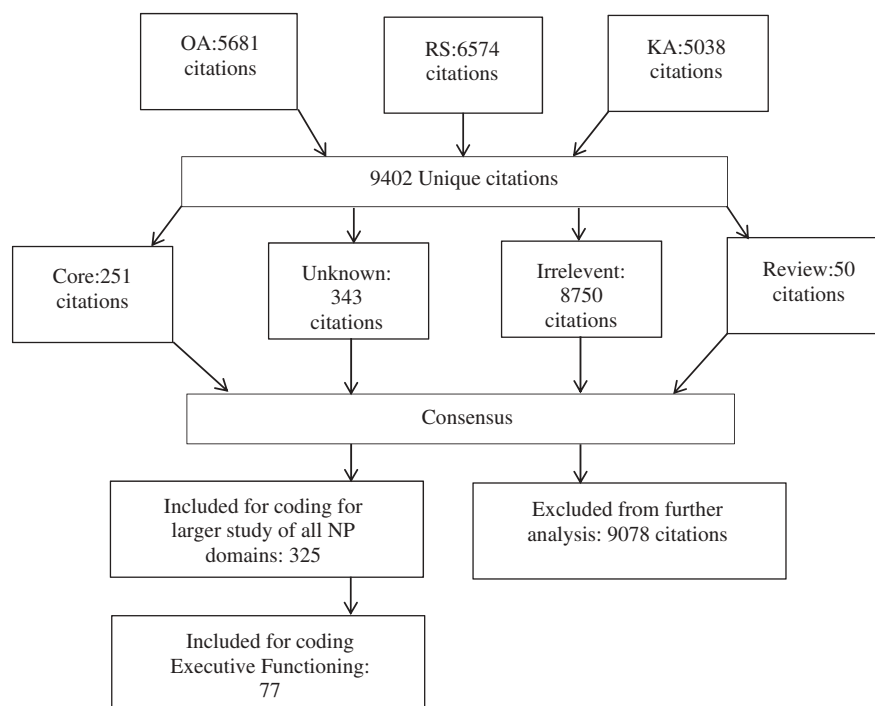 OA:5681
citations
RS:6574
citations
KA:5038
citations
9402 Unique citations
Core:251
citations
Unknown:
343
citations
Irrelevent:
8750
citations
Review:50
citations
Consensus
Included for coding for
larger study of all NP
domains: 325
Excluded from further
analysis: 9078 citations
Included for coding
Executive Functioning:
77